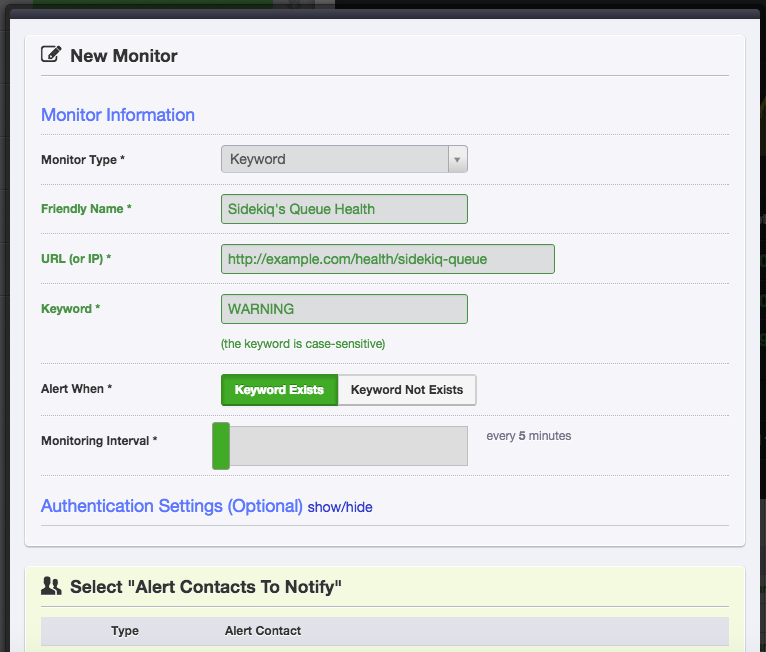 New Monitor
Monitor Information
Monitor Type * Keyword
Friendly Name * Sidekiq's Queue Health
URL (or IP) * http://example.com/health/sidekiq-queue
Keyword * WARNING
(the keyword is case-sensitive)
Alert When * Keyword Exists Keyword Not Exists
Monitoring Interval * every 5 minutes
Authentication Settings (Optional) show/hide
Select "Alert Contacts To Notify"
Type Alert Contact